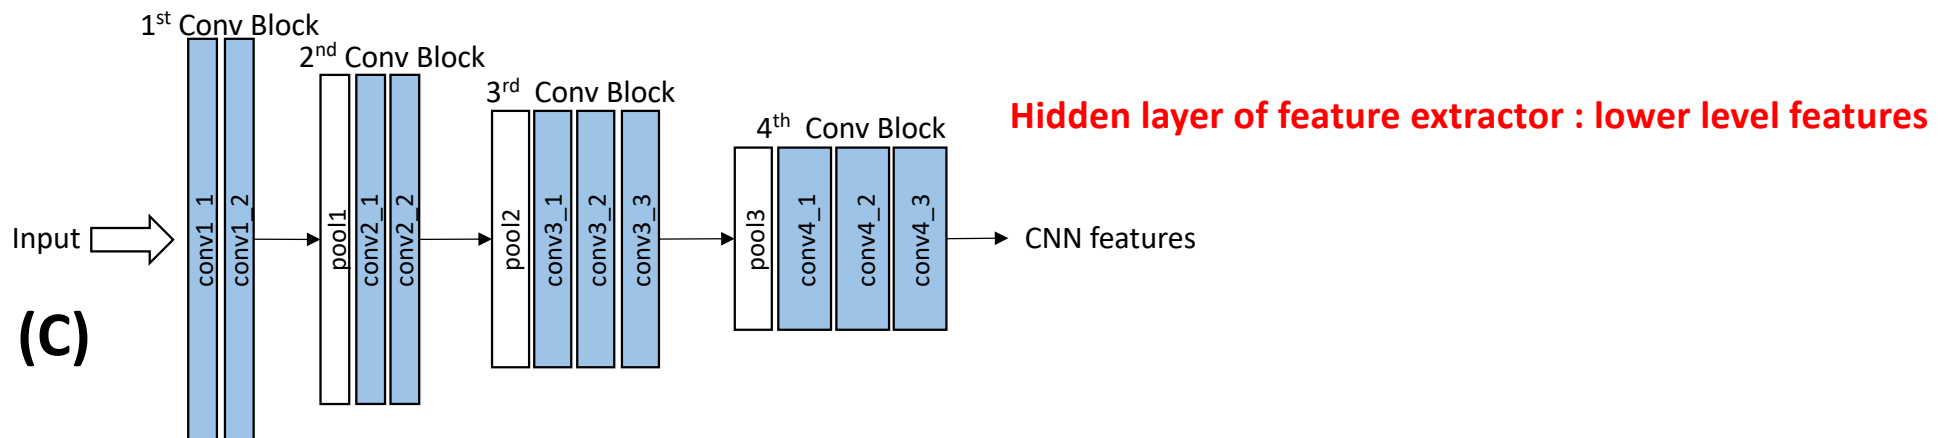 1st Conv Block
2nd Conv Block
3rd Conv Block
4th Conv Block
Hidden layer of feature extractor : lower level features
Input
conv1_1
conv1_2
pool1
conv2_1
conv2_2
pool2
conv3_1
conv3_2
conv3_3
pool3
conv4_1
conv4_2
conv4_3
CNN features
(C)